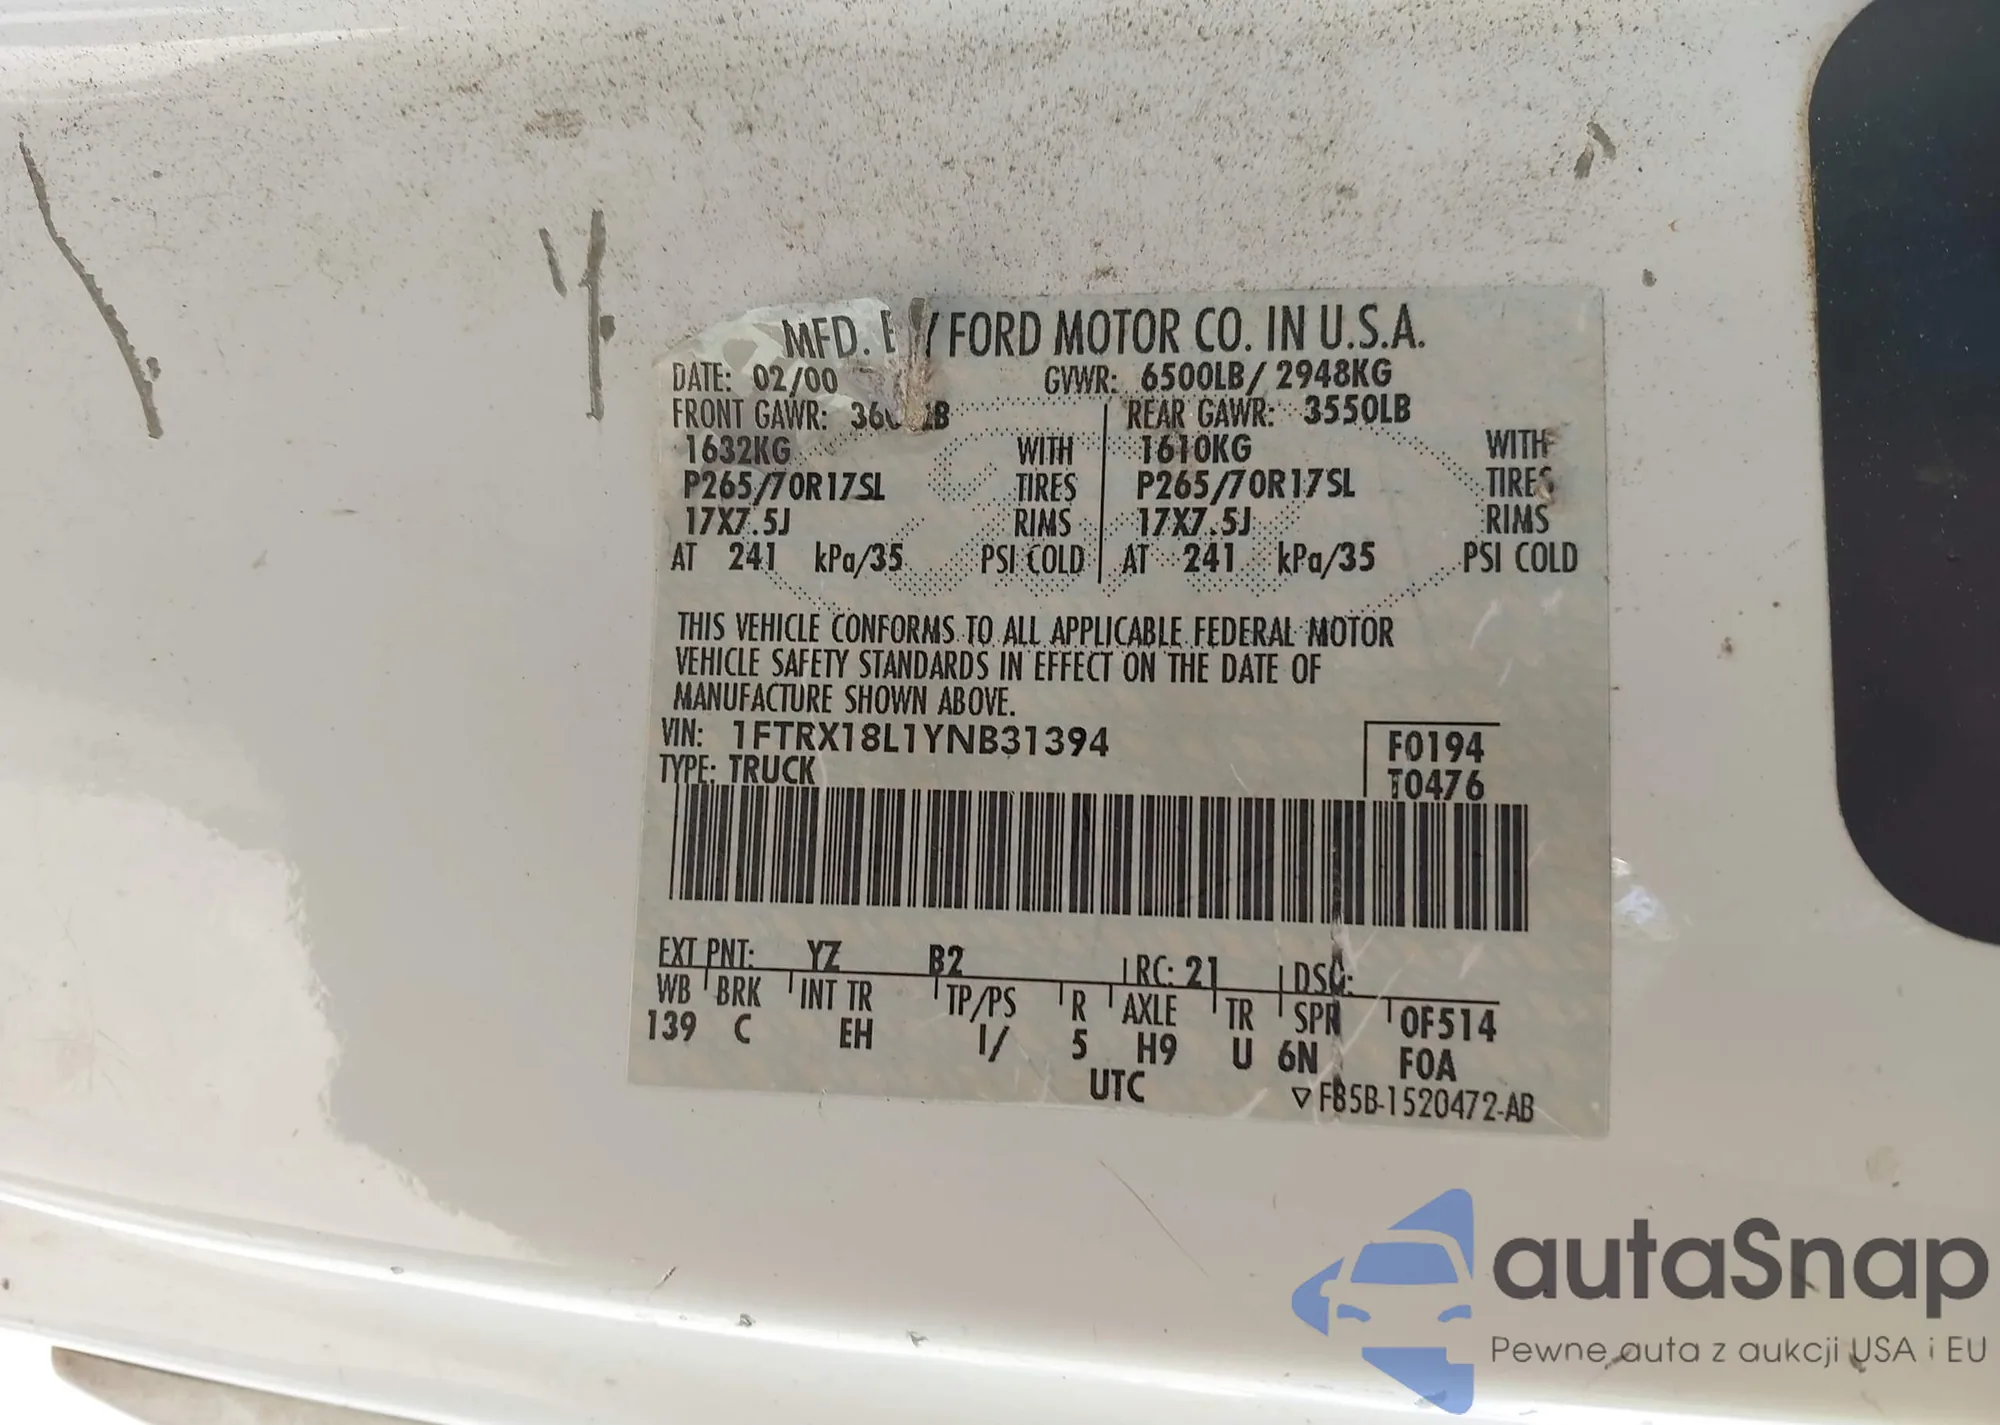 MFD. BY FORD MOTOR CO. IN U.S.A.
DATE: 02/00 GVWR: 6500LB/ 2948KG
FRONT GAWR: 3600LB REAR GAWR: 3550LB
1632KG WITH 1610KG WITH
P265/70R17SL TIRES P265/70R17SL TIRES
17X7.5J RIMS 17X7.5J RIMS
AT 241 kPa/35 PSI COLD AT 241 kPa/35 PSI COLD
THIS VEHICLE CONFORMS TO ALL APPLICABLE FEDERAL MOTOR
VEHICLE SAFETY STANDARDS IN EFFECT ON THE DATE OF
MANUFACTURE SHOWN ABOVE.
VIN: 1FTRX18L1YNB31394 F0194
TYPE: TRUCK T0476
EXT PNT: YZ B2 RC: 21 DSO:
WB BRK INT TR TP/PS R AXLE TR SPR 0F514
139 C EH I/ 5 H9 U 6N F0A
UTC ▽ F85B-1520472-AB
autaSnap
Pewne auta z aukcji USA i EU